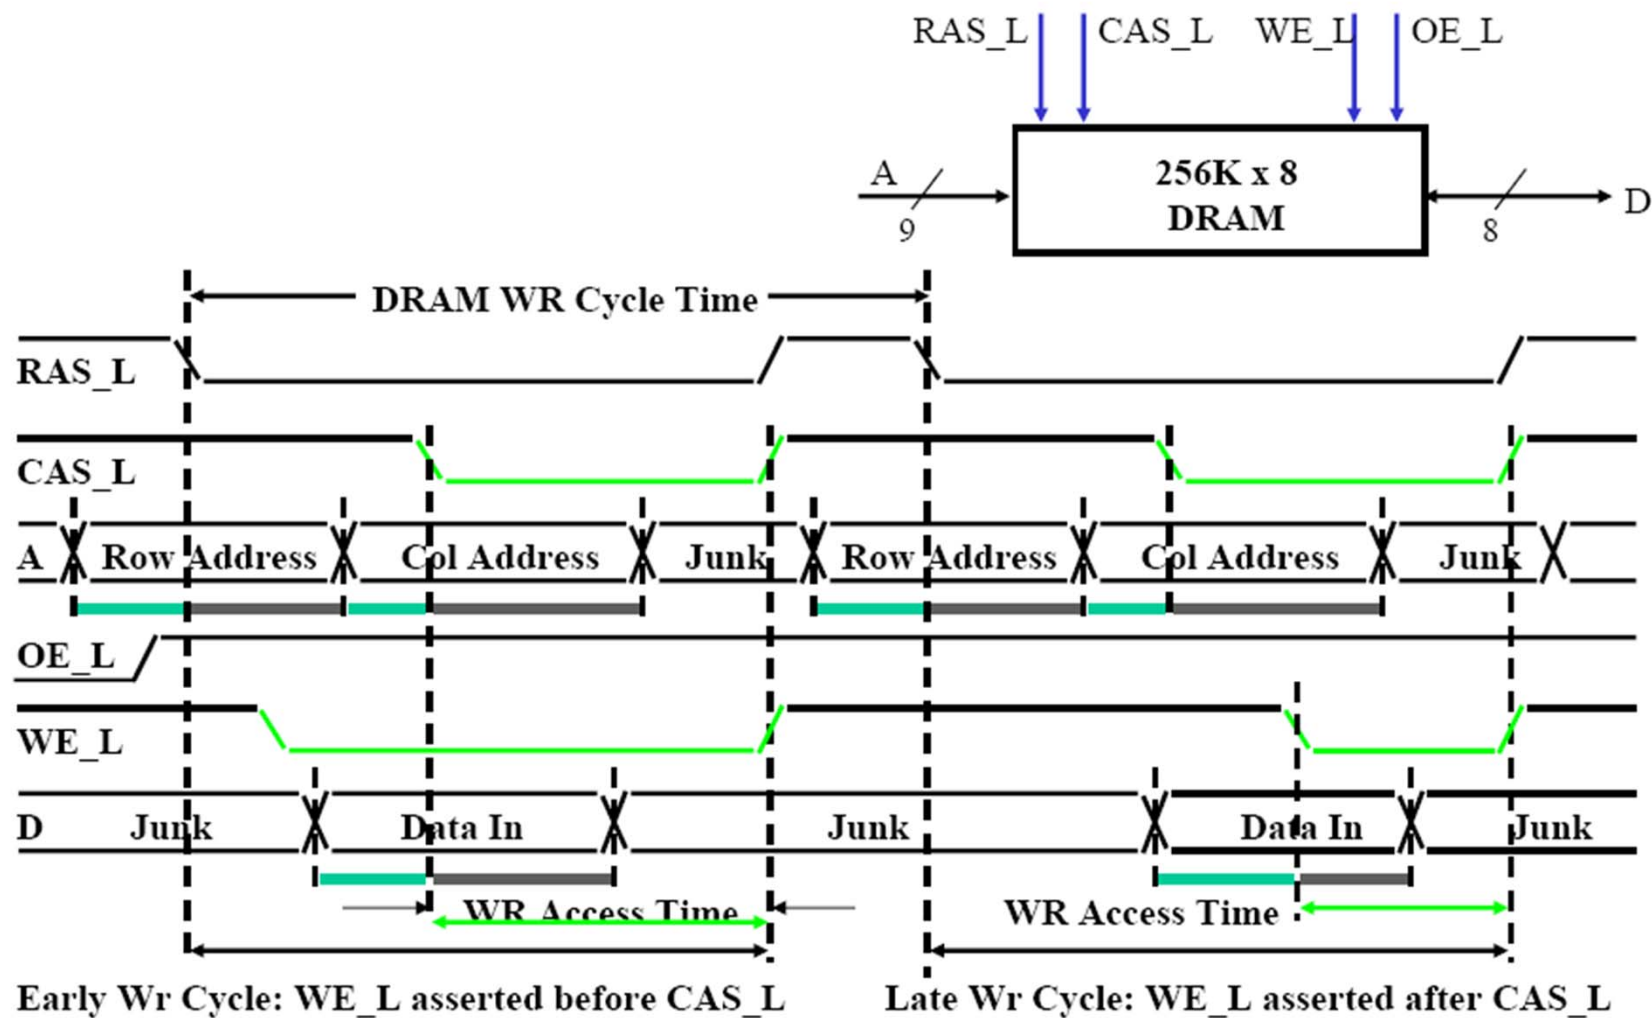 RAS_L CAS_L WE_L OE_L
A 256K x 8
DRAM D
9 8
DRAM WR Cycle Time
RAS_L
CAS_L
A Row Address Col Address Junk Row Address Col Address Junk
OE_L
WE_L
D Junk Data In Junk Data In Junk
WR Access Time WR Access Time
Early Wr Cycle: WE_L asserted before CAS_L Late Wr Cycle: WE_L asserted after CAS_L